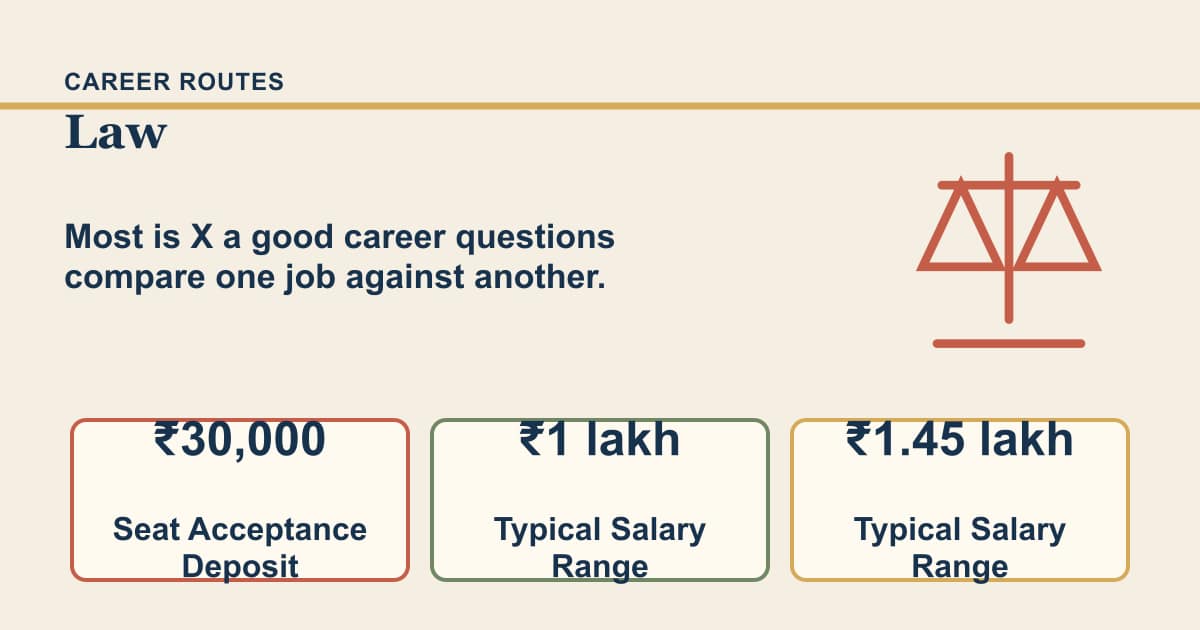 CAREER ROUTES
Law
Most is X a good career questions
compare one job against another.
₹30,000
Seat Acceptance
Deposit
₹1 lakh
Typical Salary
Range
₹1.45 lakh
Typical Salary
Range